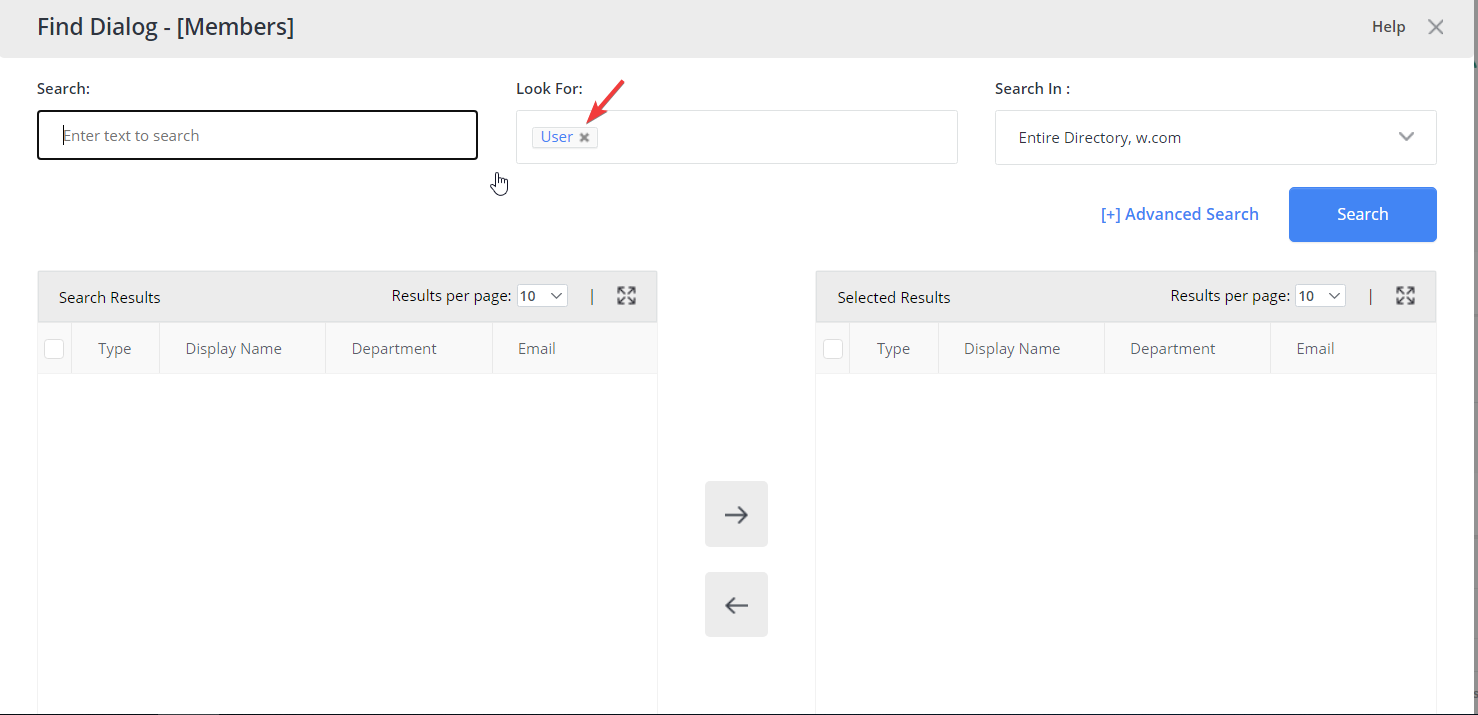 Find Dialog - [Members]
Help
Search:
Look For:
Search In :
Enter text to search
User
Entire Directory, w.com
[+] Advanced Search
Search
Search Results
Results per page: 10
Selected Results
Results per page: 10
Type
Display Name
Department
Email
Type
Display Name
Department
Email